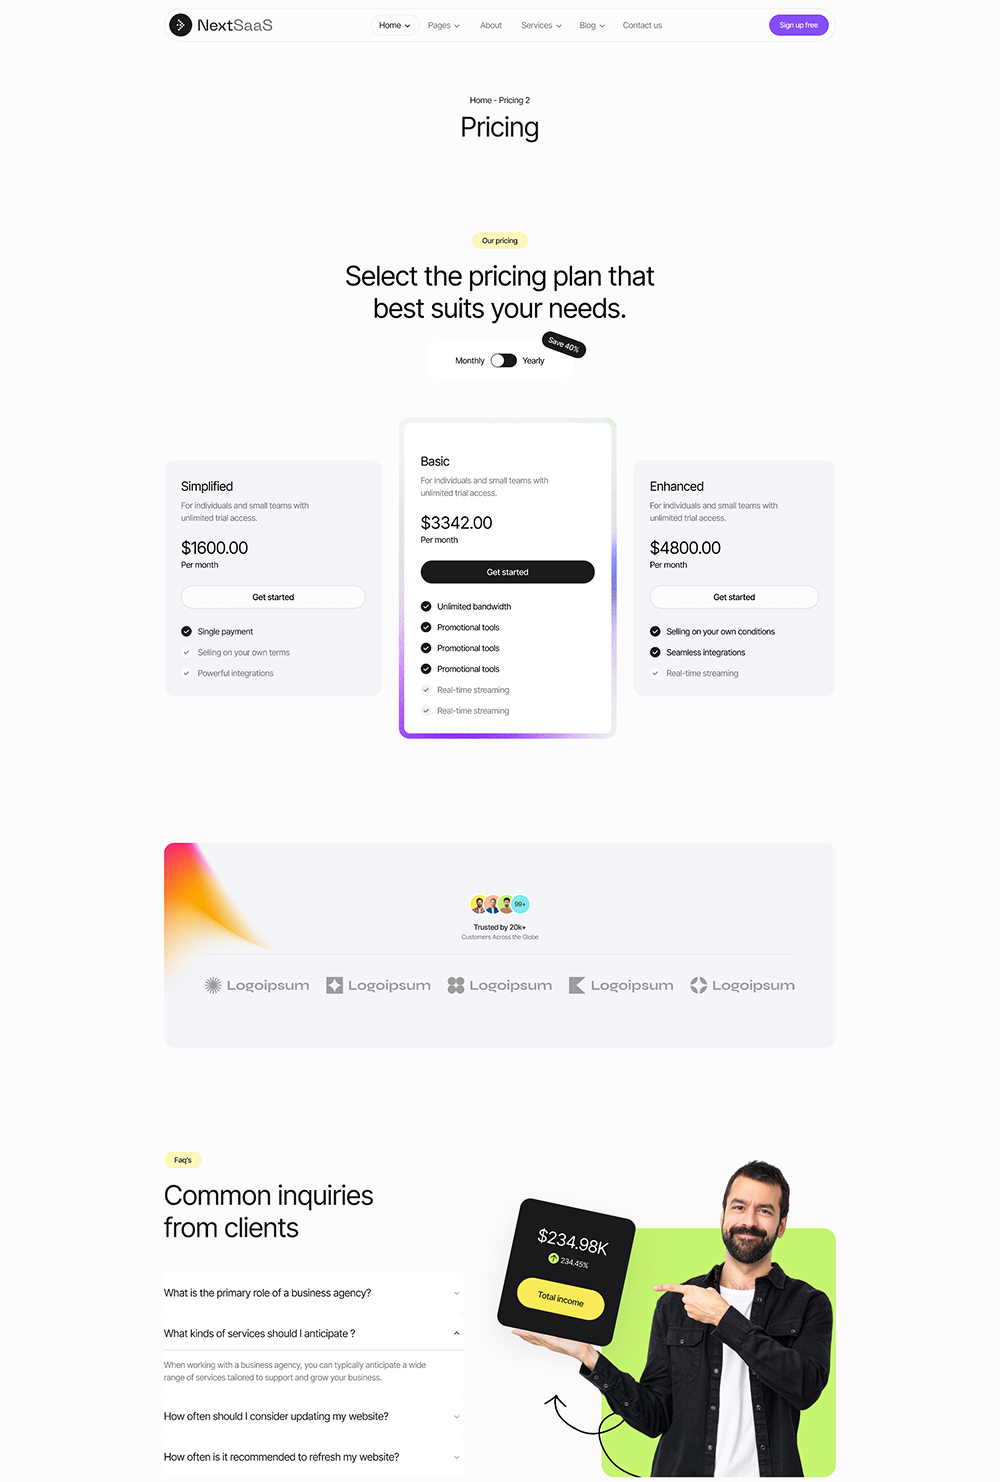 NextSaaS
Home
Pages
About
Services
Blog
Contact us
Sign up free
Home - Pricing 2
Pricing
Our pricing
Select the pricing plan that
best suits your needs.
Save 40%
Monthly
Yearly
Simplified
For individuals and small teams with
unlimited trial access.
$1600.00
Per month
Get started
Single payment
Selling on your own terms
Powerful integrations
Basic
For individuals and small teams with
unlimited trial access.
$3342.00
Per month
Get started
Unlimited bandwidth
Promotional tools
Promotional tools
Promotional tools
Real-time streaming
Real-time streaming
Enhanced
For individuals and small teams with
unlimited trial access.
$4800.00
Per month
Get started
Selling on your own conditions
Seamless integrations
Real-time streaming
99+
Trusted by 20k+
Customers Across the Globe
Logoipsum
Logoipsum
Logoipsum
Logoipsum
Logoipsum
Faq's
Common inquiries
from clients
What is the primary role of a business agency?
What kinds of services should I anticipate ?
When working with a business agency, you can typically anticipate a wide
range of services tailored to support and grow your business.
How often should I consider updating my website?
How often is it recommended to refresh my website?
$234.98K
234.45%
Total income